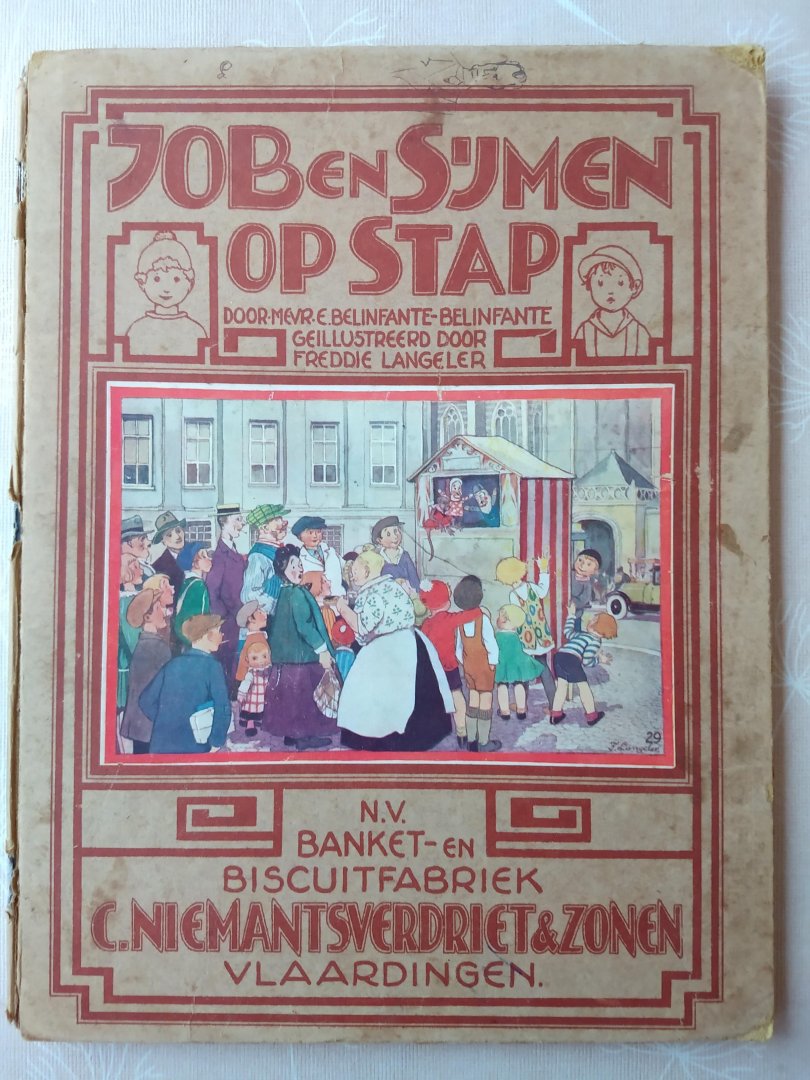 JOB EN SIJMEN
OP STAP
DOOR·MEVR. E. BELINFANTE-BELINFANTE
GEILLUSTREERD DOOR
FREDDIE LANGELER
29
F. Langeler
N.V.
BANKET- EN
BISCUITFABRIEK
C. NIEMANTSVERDRIET & ZONEN
VLAARDINGEN.